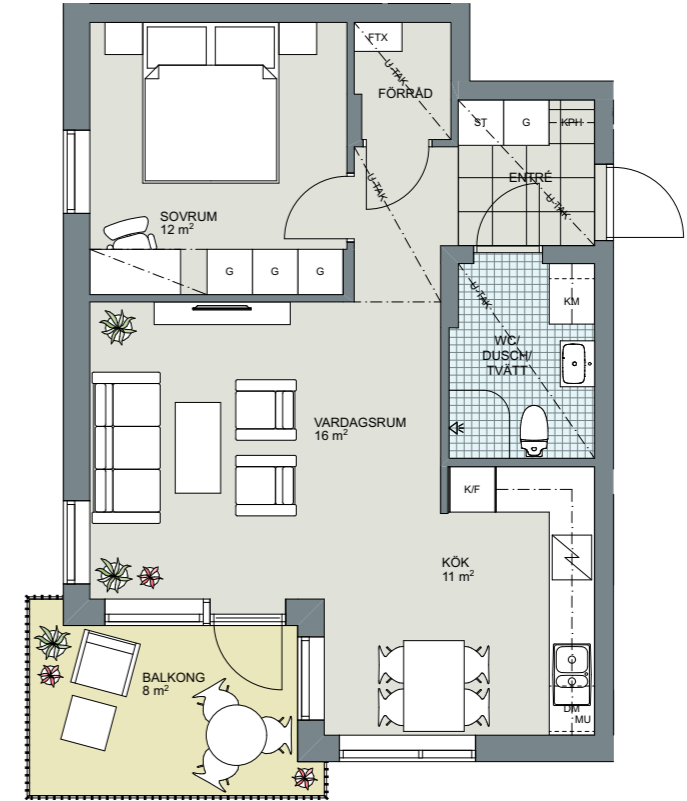 FTX
U-TAK
FÖRRÅD
ST
G
KPH
ENTRÉ
U-TAK
U-TAK
SOVRUM
12 m²
G
G
G
U-TAK
KM
WC/
DUSCH/
TVÄTT
VARDAGSRUM
16 m²
K/F
KÖK
11 m²
BALKONG
8 m²
DM
MU